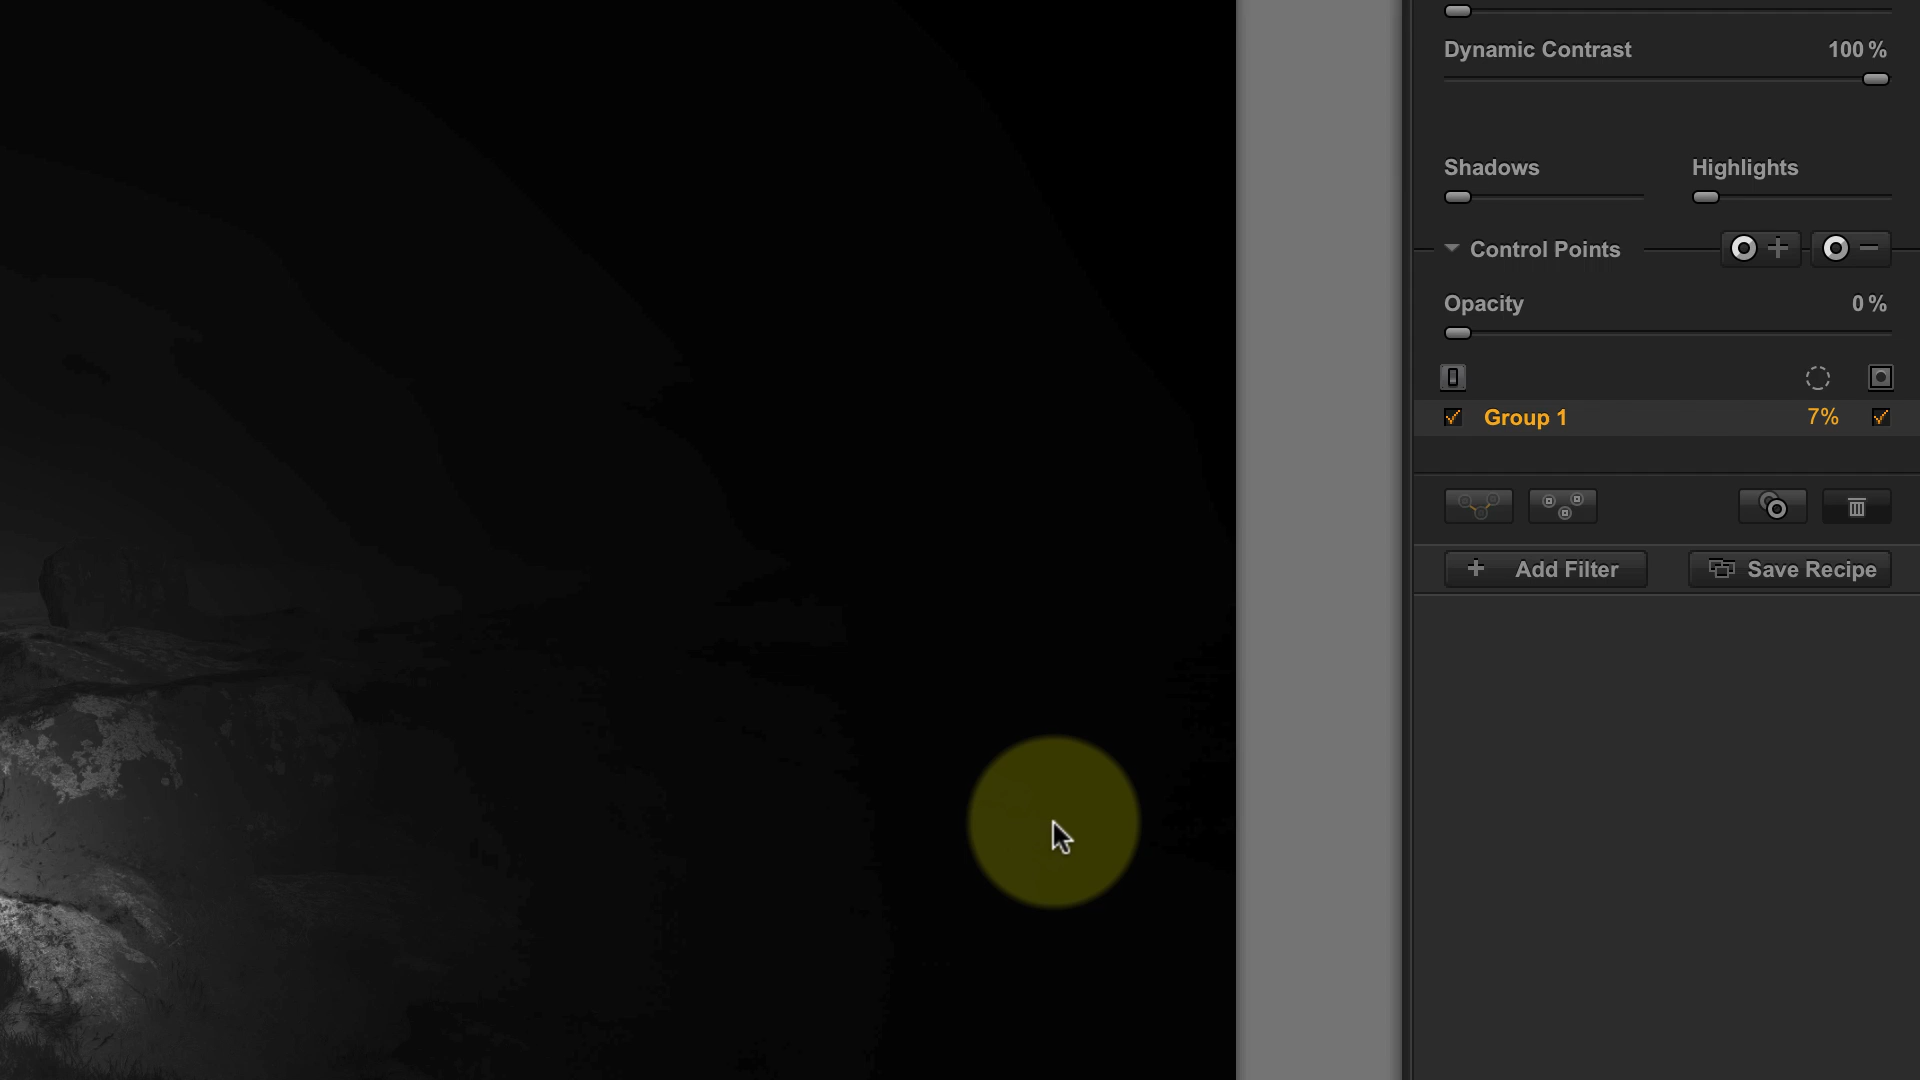 Dynamic Contrast 100 %
Shadows Highlights
Control Points
Opacity 0 %
Group 1 7%
Add Filter Save Recipe